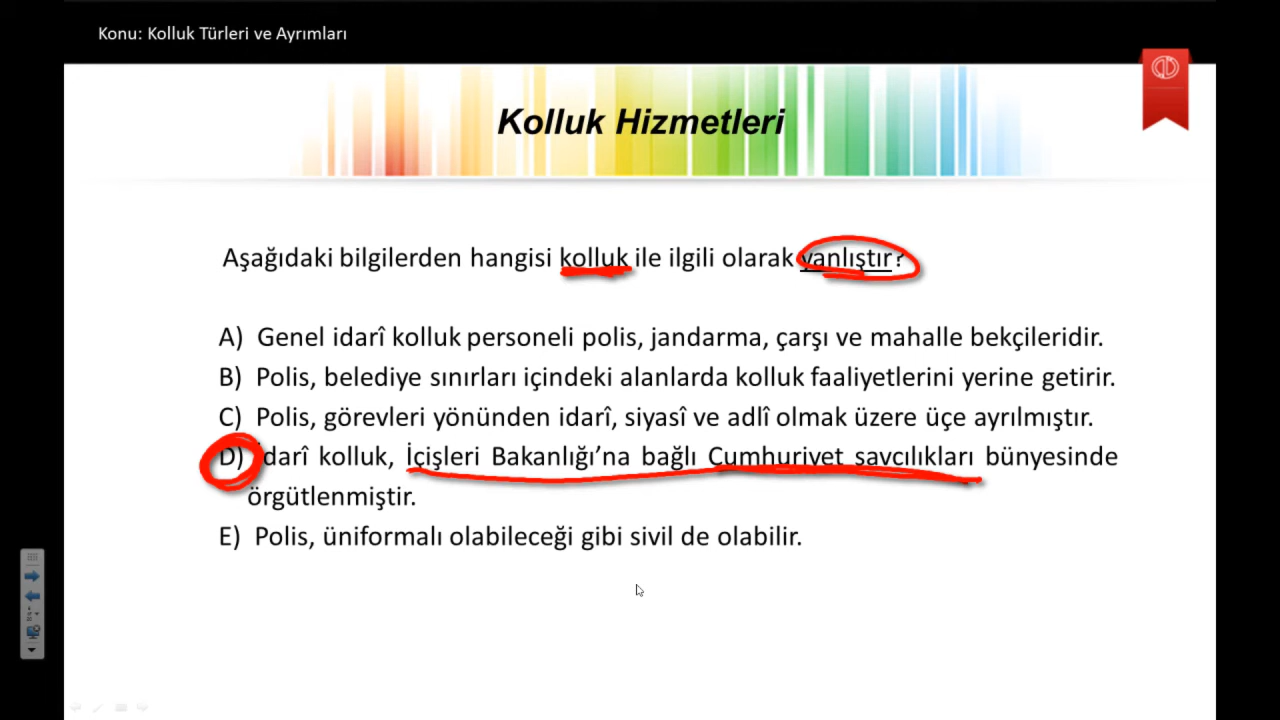 Konu: Kolluk Türleri ve Ayrımları
Kolluk Hizmetleri
Aşağıdaki bilgilerden hangisi kolluk ile ilgili olarak yanlıştır?
A) Genel idarî kolluk personeli polis, jandarma, çarşı ve mahalle bekçileridir.
B) Polis, belediye sınırları içindeki alanlarda kolluk faaliyetlerini yerine getirir.
C) Polis, görevleri yönünden idarî, siyasî ve adlî olmak üzere üçe ayrılmıştır.
D) İdarî kolluk, İçişleri Bakanlığı’na bağlı Cumhuriyet savcılıkları bünyesinde
örgütlenmiştir.
E) Polis, üniformalı olabileceği gibi sivil de olabilir.